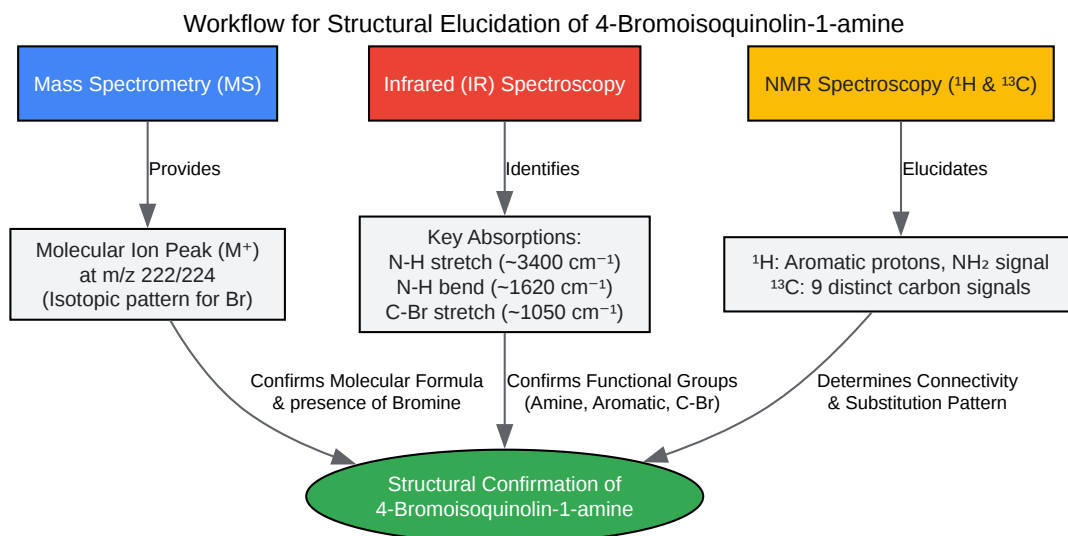 Workflow for Structural Elucidation of 4-Bromoisoquinolin-1-amine
Mass Spectrometry (MS)
Infrared (IR) Spectroscopy
NMR Spectroscopy (¹H & ¹³C)
Provides
Identifies
Elucidates
Molecular Ion Peak (M⁺)
at m/z 222/224
(Isotopic pattern for Br)
Key Absorptions:
N-H stretch (~3400 cm⁻¹)
N-H bend (~1620 cm⁻¹)
C-Br stretch (~1050 cm⁻¹)
¹H: Aromatic protons, NH₂ signal
¹³C: 9 distinct carbon signals
Confirms Molecular Formula
& presence of Bromine
Confirms Functional Groups
(Amine, Aromatic, C-Br)
Determines Connectivity
& Substitution Pattern
Structural Confirmation of
4-Bromoisoquinolin-1-amine